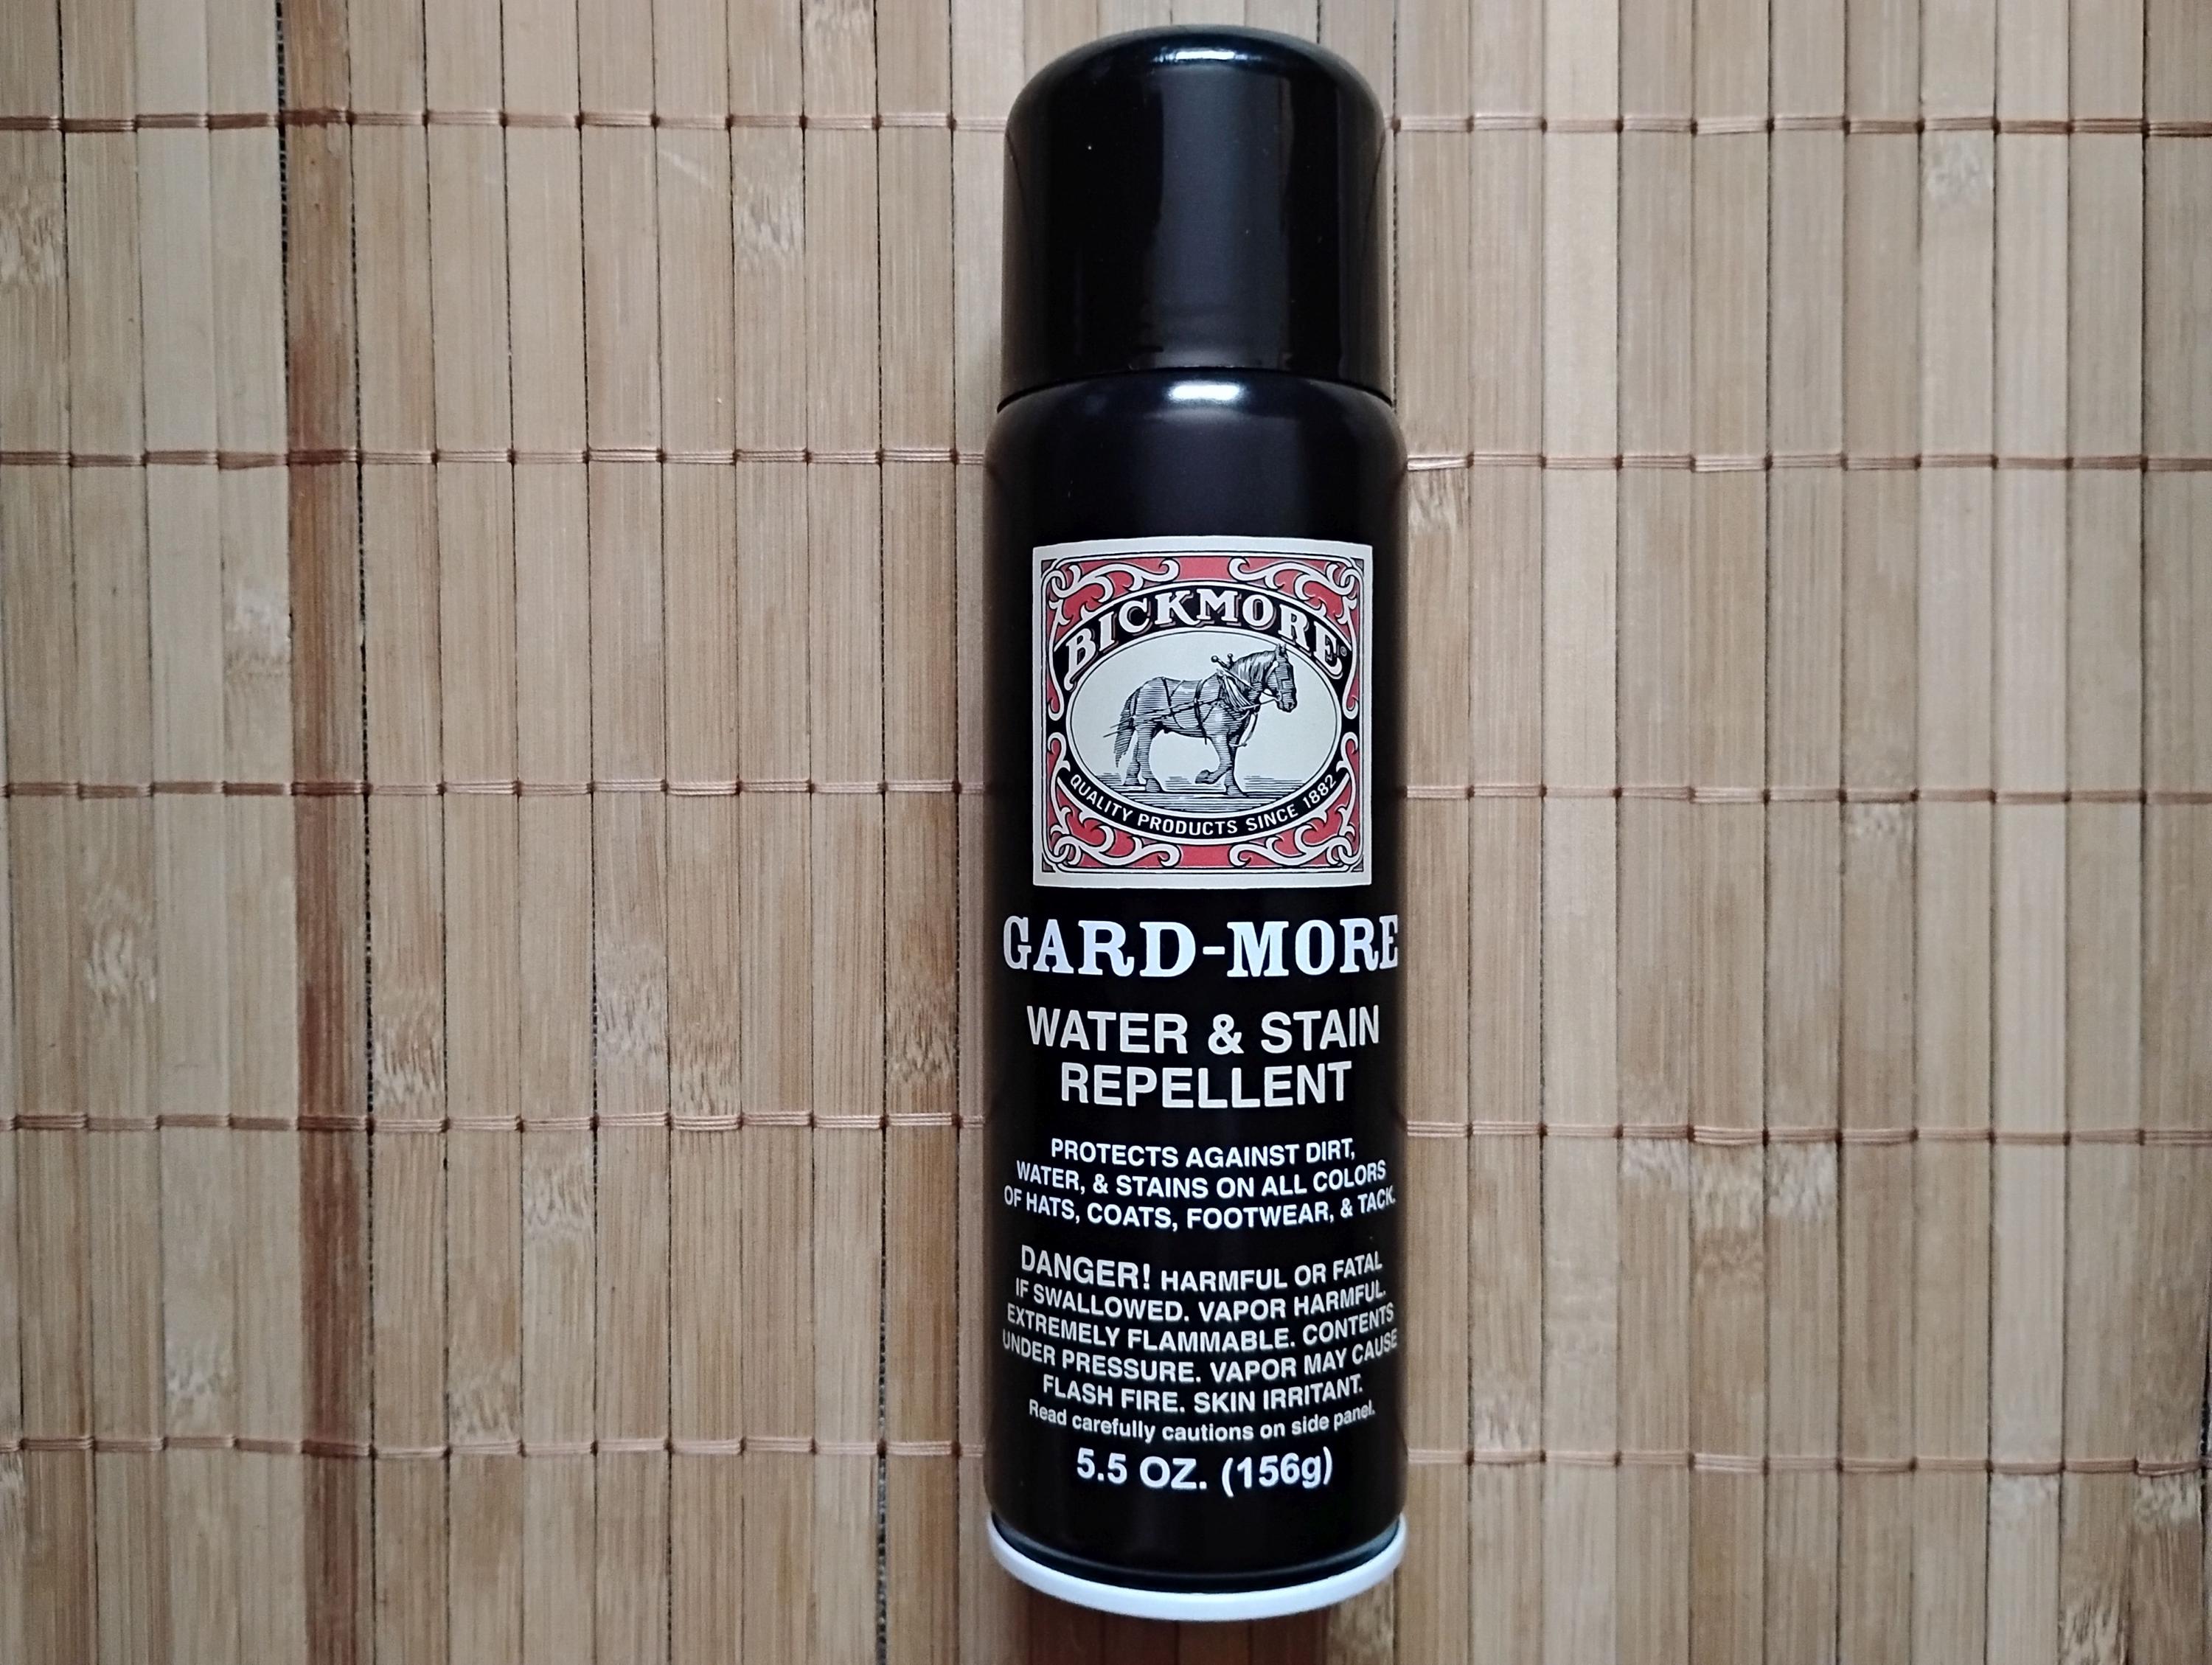 BICKMORE®
QUALITY PRODUCTS SINCE 1882
GARD-MORE
WATER & STAIN
REPELLENT
PROTECTS AGAINST DIRT,
WATER, & STAINS ON ALL COLORS
OF HATS, COATS, FOOTWEAR, & TACK.
DANGER! HARMFUL OR FATAL
IF SWALLOWED. VAPOR HARMFUL.
EXTREMELY FLAMMABLE. CONTENTS
UNDER PRESSURE. VAPOR MAY CAUSE
FLASH FIRE. SKIN IRRITANT.
Read carefully cautions on side panel.
5.5 OZ. (156g)